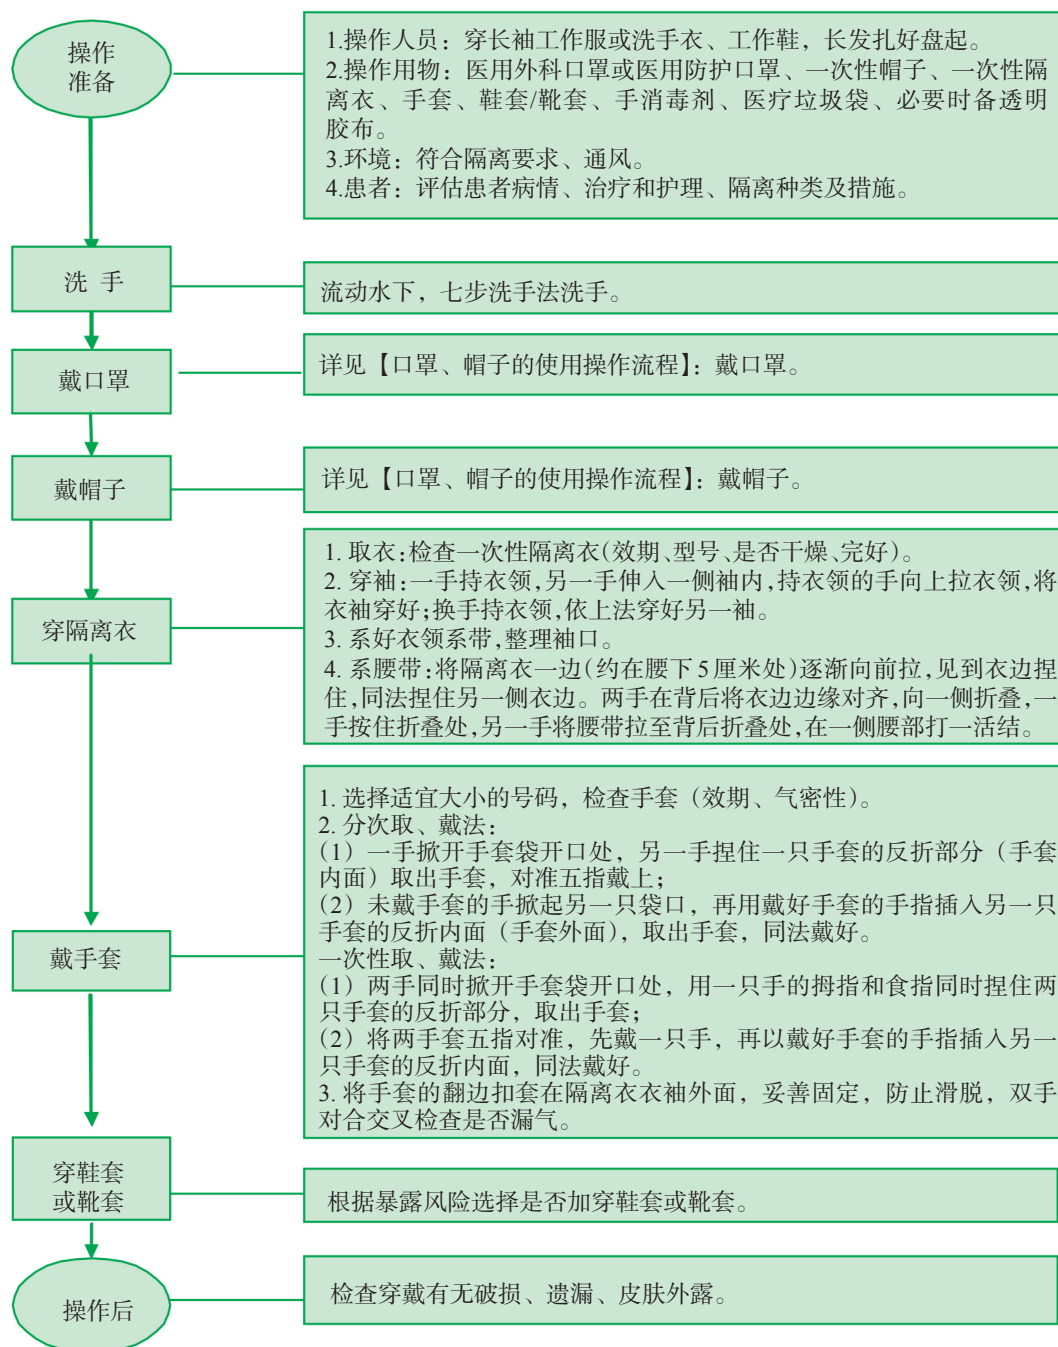 操作
准备
1.操作人员：穿长袖工作服或洗手衣、工作鞋，长发扎好盘起。
2.操作用物：医用外科口罩或医用防护口罩、一次性帽子、一次性隔
离衣、手套、鞋套/靴套、手消毒剂、医疗垃圾袋、必要时备透明
胶布。
3.环境：符合隔离要求、通风。
4.患者：评估患者病情、治疗和护理、隔离种类及措施。
洗 手
流动水下，七步洗手法洗手。
戴口罩
详见【口罩、帽子的使用操作流程】：戴口罩。
戴帽子
详见【口罩、帽子的使用操作流程】：戴帽子。
穿隔离衣
1. 取衣：检查一次性隔离衣(效期、型号、是否干燥、完好)。
2. 穿袖：一手持衣领，另一手伸入一侧袖内，持衣领的手向上拉衣领，将
衣袖穿好；换手持衣领，依上法穿好另一袖。
3. 系好衣领系带，整理袖口。
4. 系腰带：将隔离衣一边(约在腰下5厘米处)逐渐向前拉，见到衣边捏
住，同法捏住另一侧衣边。两手在背后将衣边边缘对齐，向一侧折叠，一
手按住折叠处，另一手将腰带拉至背后折叠处，在一侧腰部打一活结。
戴手套
1. 选择适宜大小的号码，检查手套（效期、气密性）。
2. 分次取、戴法：
（1）一手掀开手套袋开口处，另一手捏住一只手套的反折部分（手套
内面）取出手套，对准五指戴上；
（2）未戴手套的手掀起另一只袋口，再用戴好手套的手指插入另一只
手套的反折内面（手套外面），取出手套，同法戴好。
一次性取、戴法：
（1）两手同时掀开手套袋开口处，用一只手的拇指和食指同时捏住两
只手套的反折部分，取出手套；
（2）将两手套五指对准，先戴一只手，再以戴好手套的手指插入另一
只手套的反折内面，同法戴好。
3. 将手套的翻边扣套在隔离衣衣袖外面，妥善固定，防止滑脱，双手
对合交叉检查是否漏气。
穿鞋套
或靴套
根据暴露风险选择是否加穿鞋套或靴套。
操作后
检查穿戴有无破损、遗漏、皮肤外露。